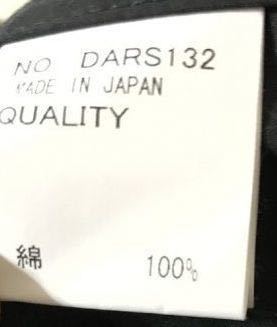 NO DARS132
MADE IN JAPAN
QUALITY
綿 100%